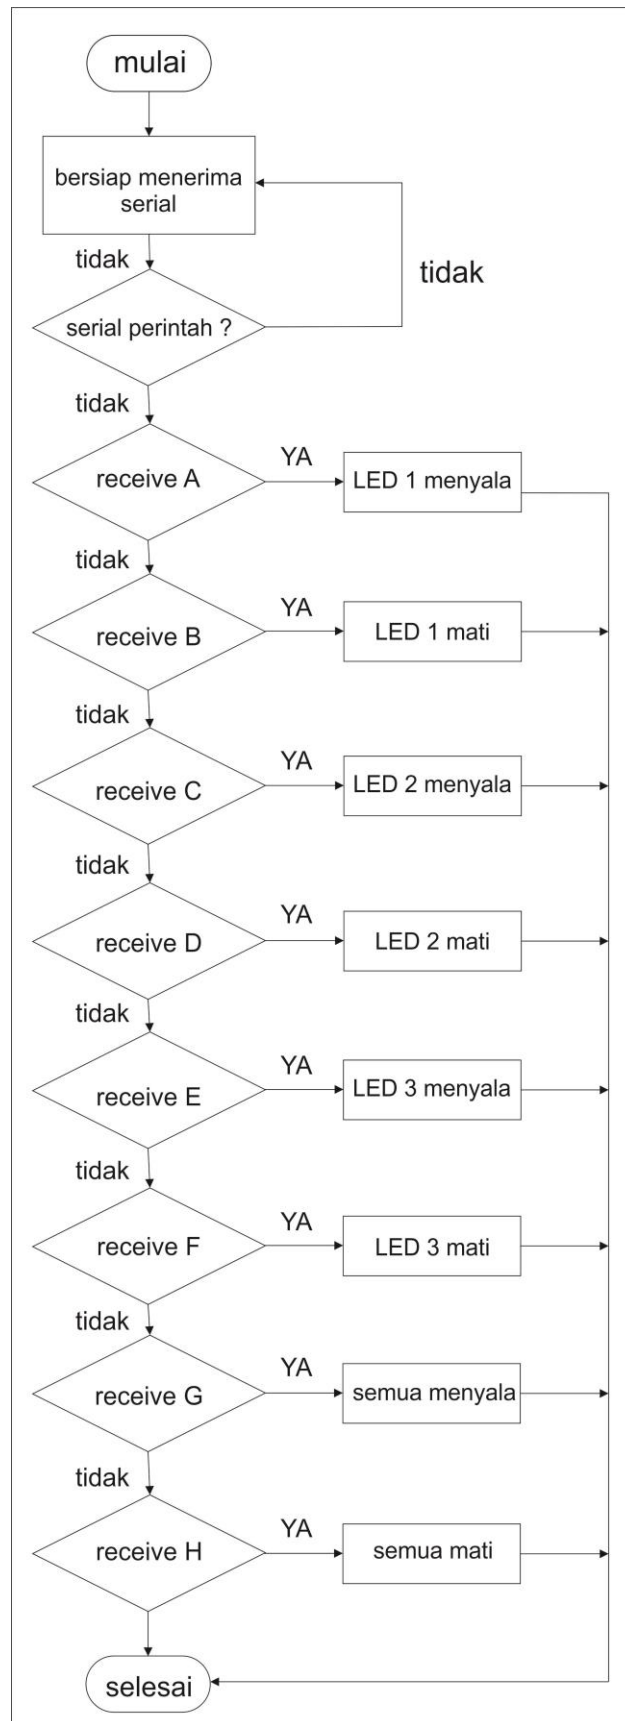 mulai
bersiap menerima
serial
tidak
tidak
serial perintah ?
tidak
receive A
YA
LED 1 menyala
tidak
receive B
YA
LED 1 mati
tidak
receive C
YA
LED 2 menyala
tidak
receive D
YA
LED 2 mati
tidak
receive E
YA
LED 3 menyala
tidak
receive F
YA
LED 3 mati
tidak
receive G
YA
semua menyala
tidak
receive H
YA
semua mati
selesai